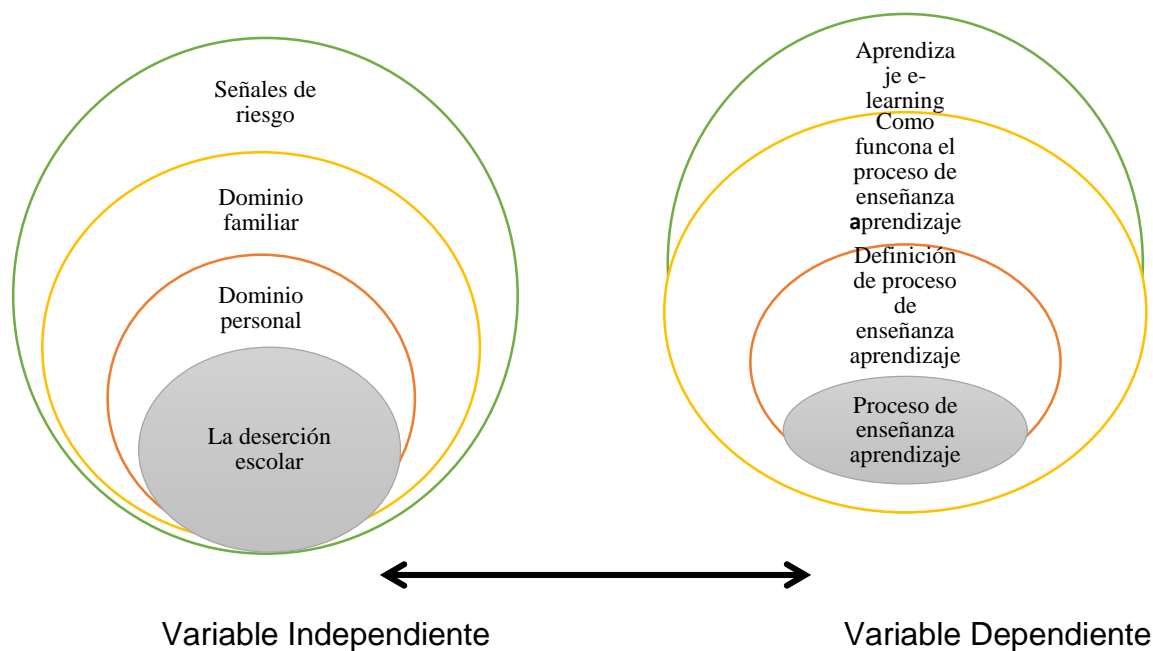 Señales de
riesgo
Dominio
familiar
Dominio
personal
La deserción
escolar
Aprendiza
je e-
learning
Como
funcona el
proceso de
enseñanza
aprendizaje
Definición
de proceso
de
enseñanza
aprendizaje
Proceso de
enseñanza
aprendizaje
Variable Independiente
Variable Dependiente